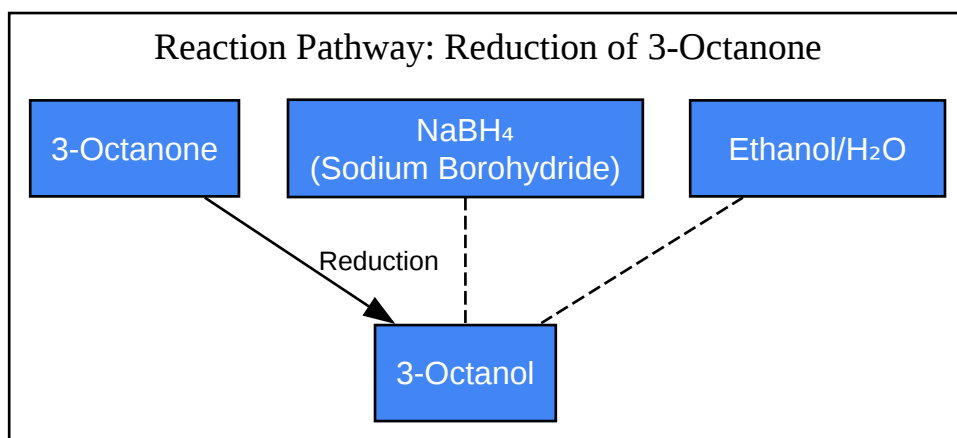 Reaction Pathway: Reduction of 3-Octanone
3-Octanone
NaBH₄
(Sodium Borohydride)
Ethanol/H₂O
Reduction
3-Octanol